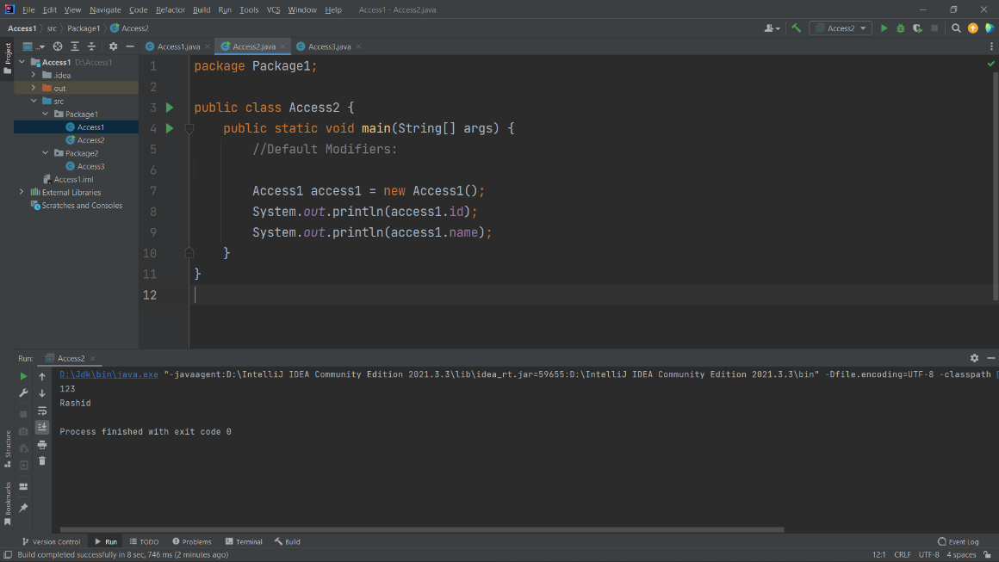 File Edit View Navigate Code Refactor Build Run Tools VCS Window Help Access1 - Access2.java
Access1 src Package1 Access2
Access2
Project
... Access1.java Access2.java Access3.java
Access1 D:\Access1
.idea
out
src
Package1
Access1
Access2
Package2
Access3
Access1.iml
External Libraries
Scratches and Consoles
1 package Package1;
2
3 public class Access2 {
4 public static void main(String[] args) {
5 //Default Modifiers:
6
7 Access1 access1 = new Access1();
8 System.out.println(access1.id);
9 System.out.println(access1.name);
10 }
11 }
12
Run: Access2
D:\Jdk\bin\java.exe "-javaagent:D:\IntelliJ IDEA Community Edition 2021.3.3\lib\idea_rt.jar=59655:D:\IntelliJ IDEA Community Edition 2021.3.3\bin" -Dfile.encoding=UTF-8 -classpath
123
Rashid
Process finished with exit code 0
Structure
Bookmarks
Version Control Run TODO Problems Terminal Build Event Log
Build completed successfully in 8 sec, 746 ms (2 minutes ago) 12:1 CRLF UTF-8 4 spaces